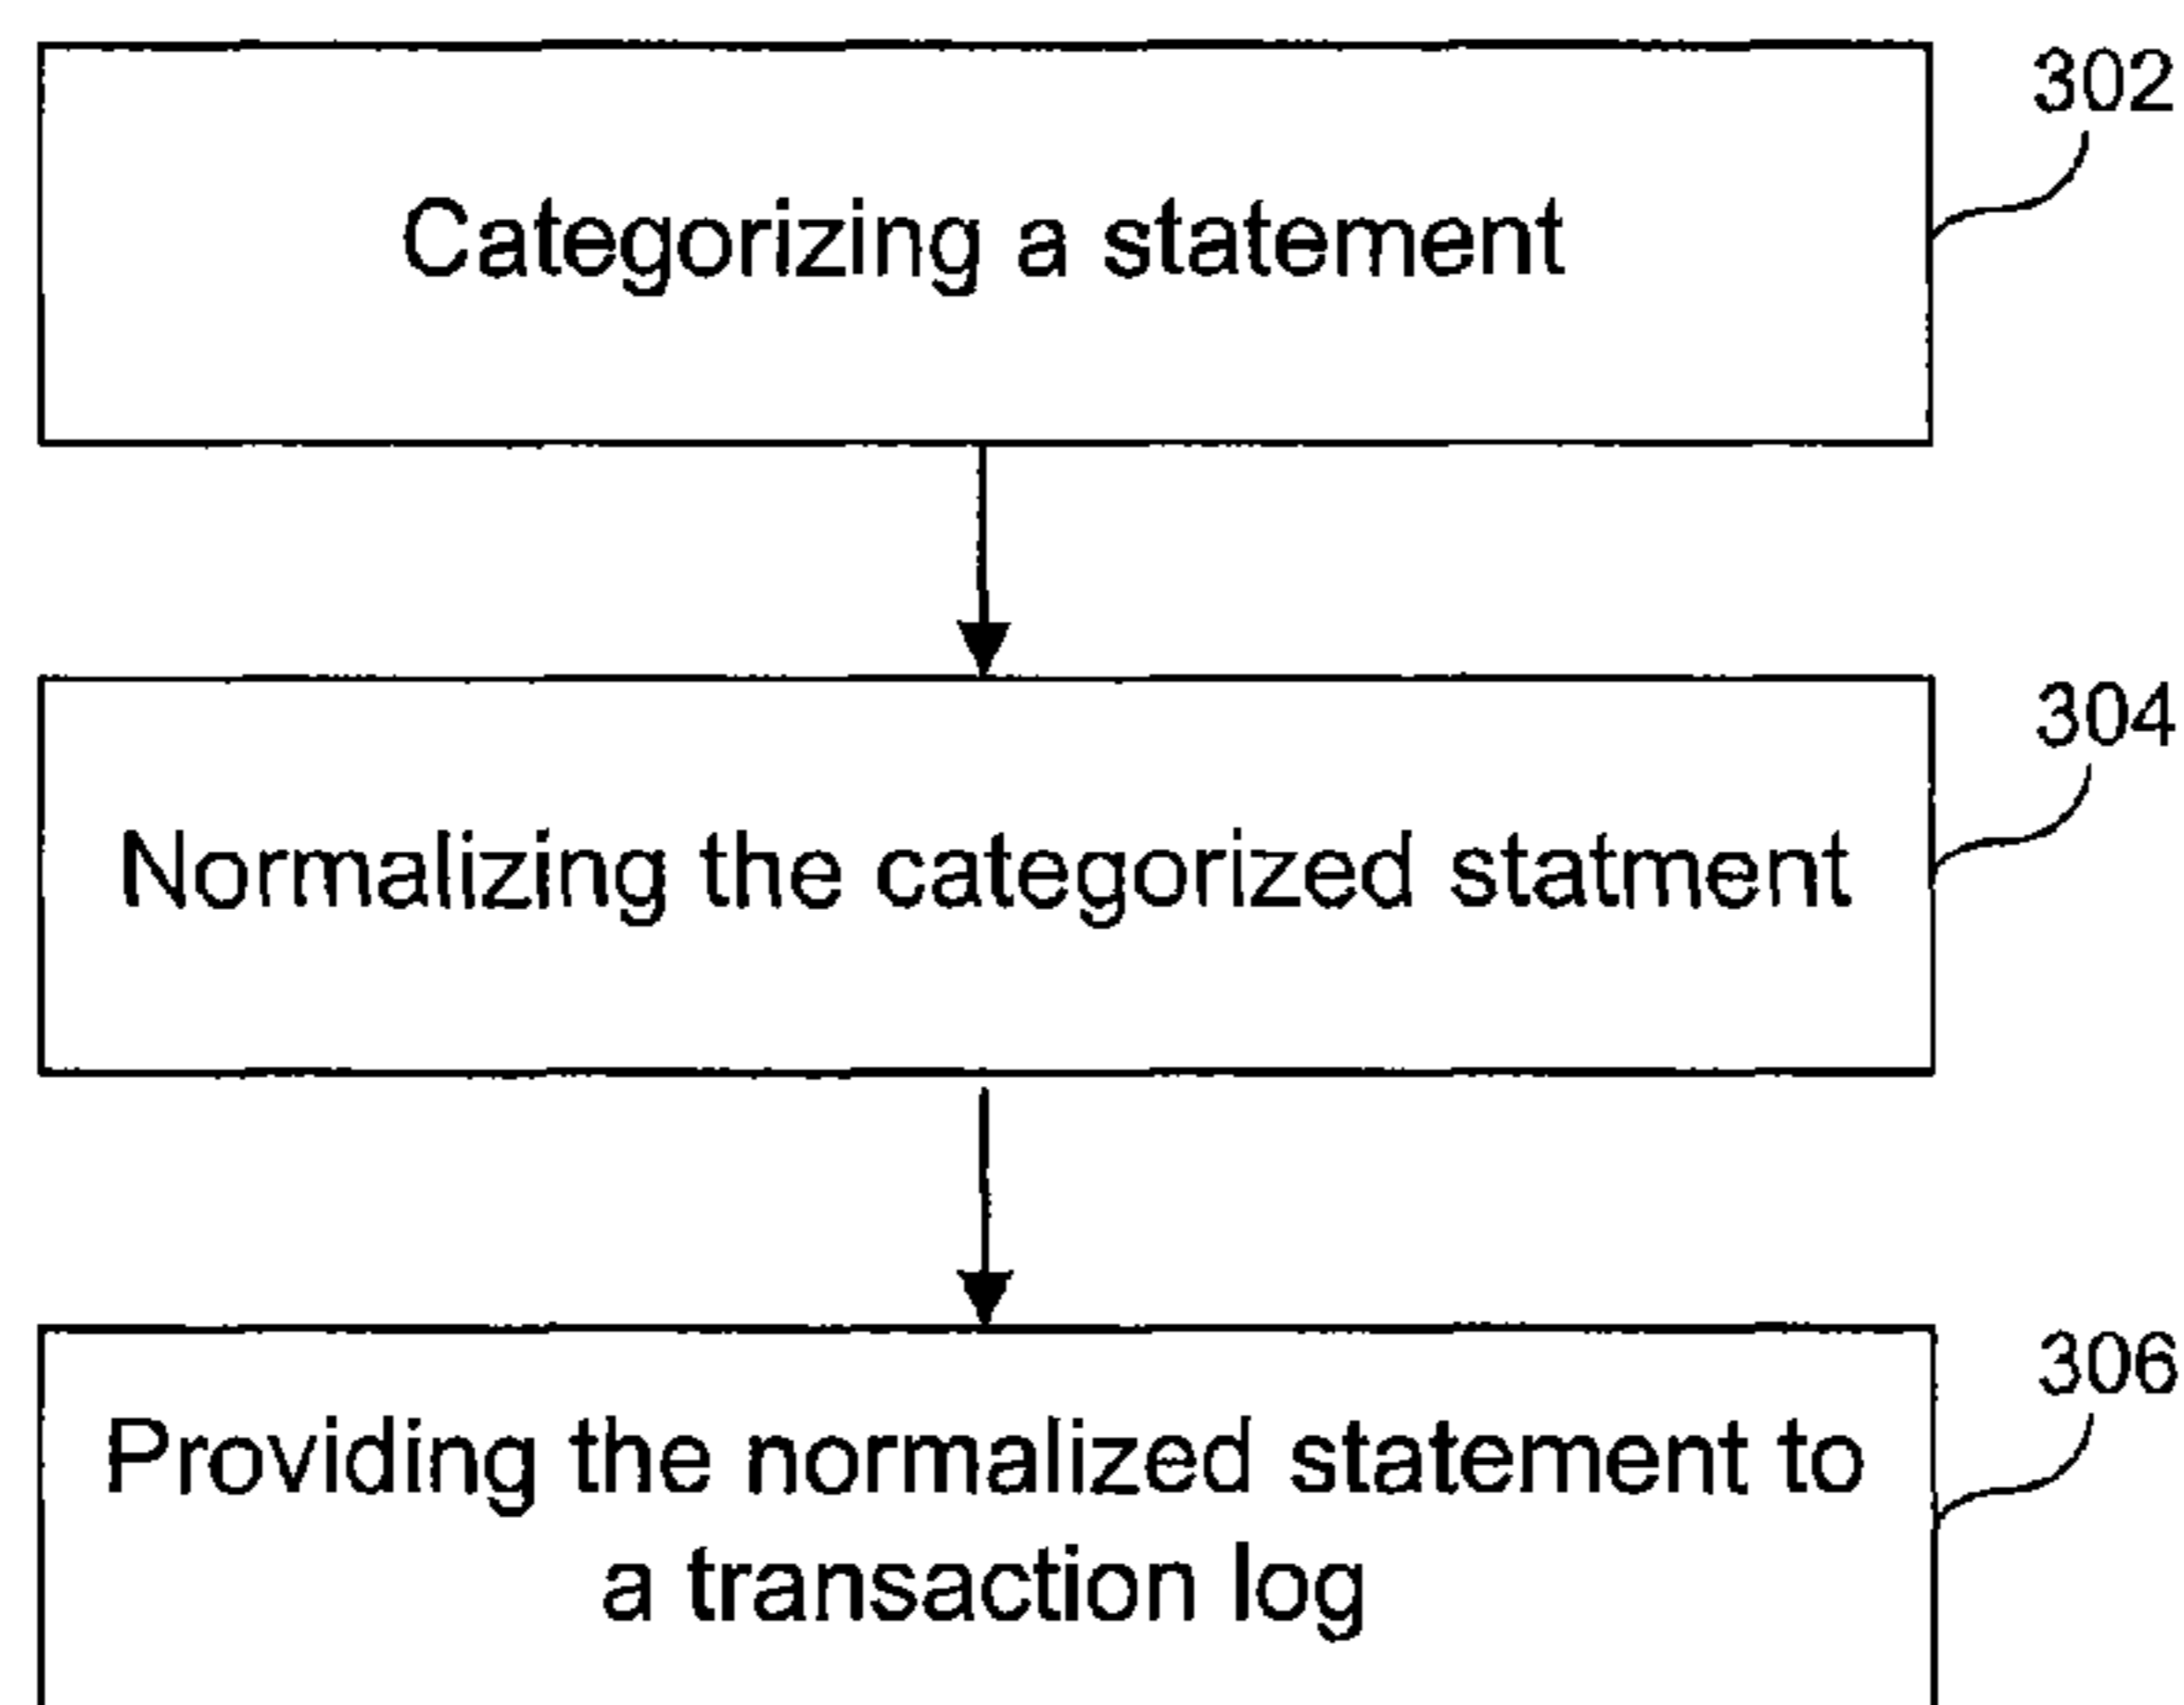 302
Categorizing a statement
304
Normalizing the categorized statment
306
Providing the normalized statement to
a transaction log